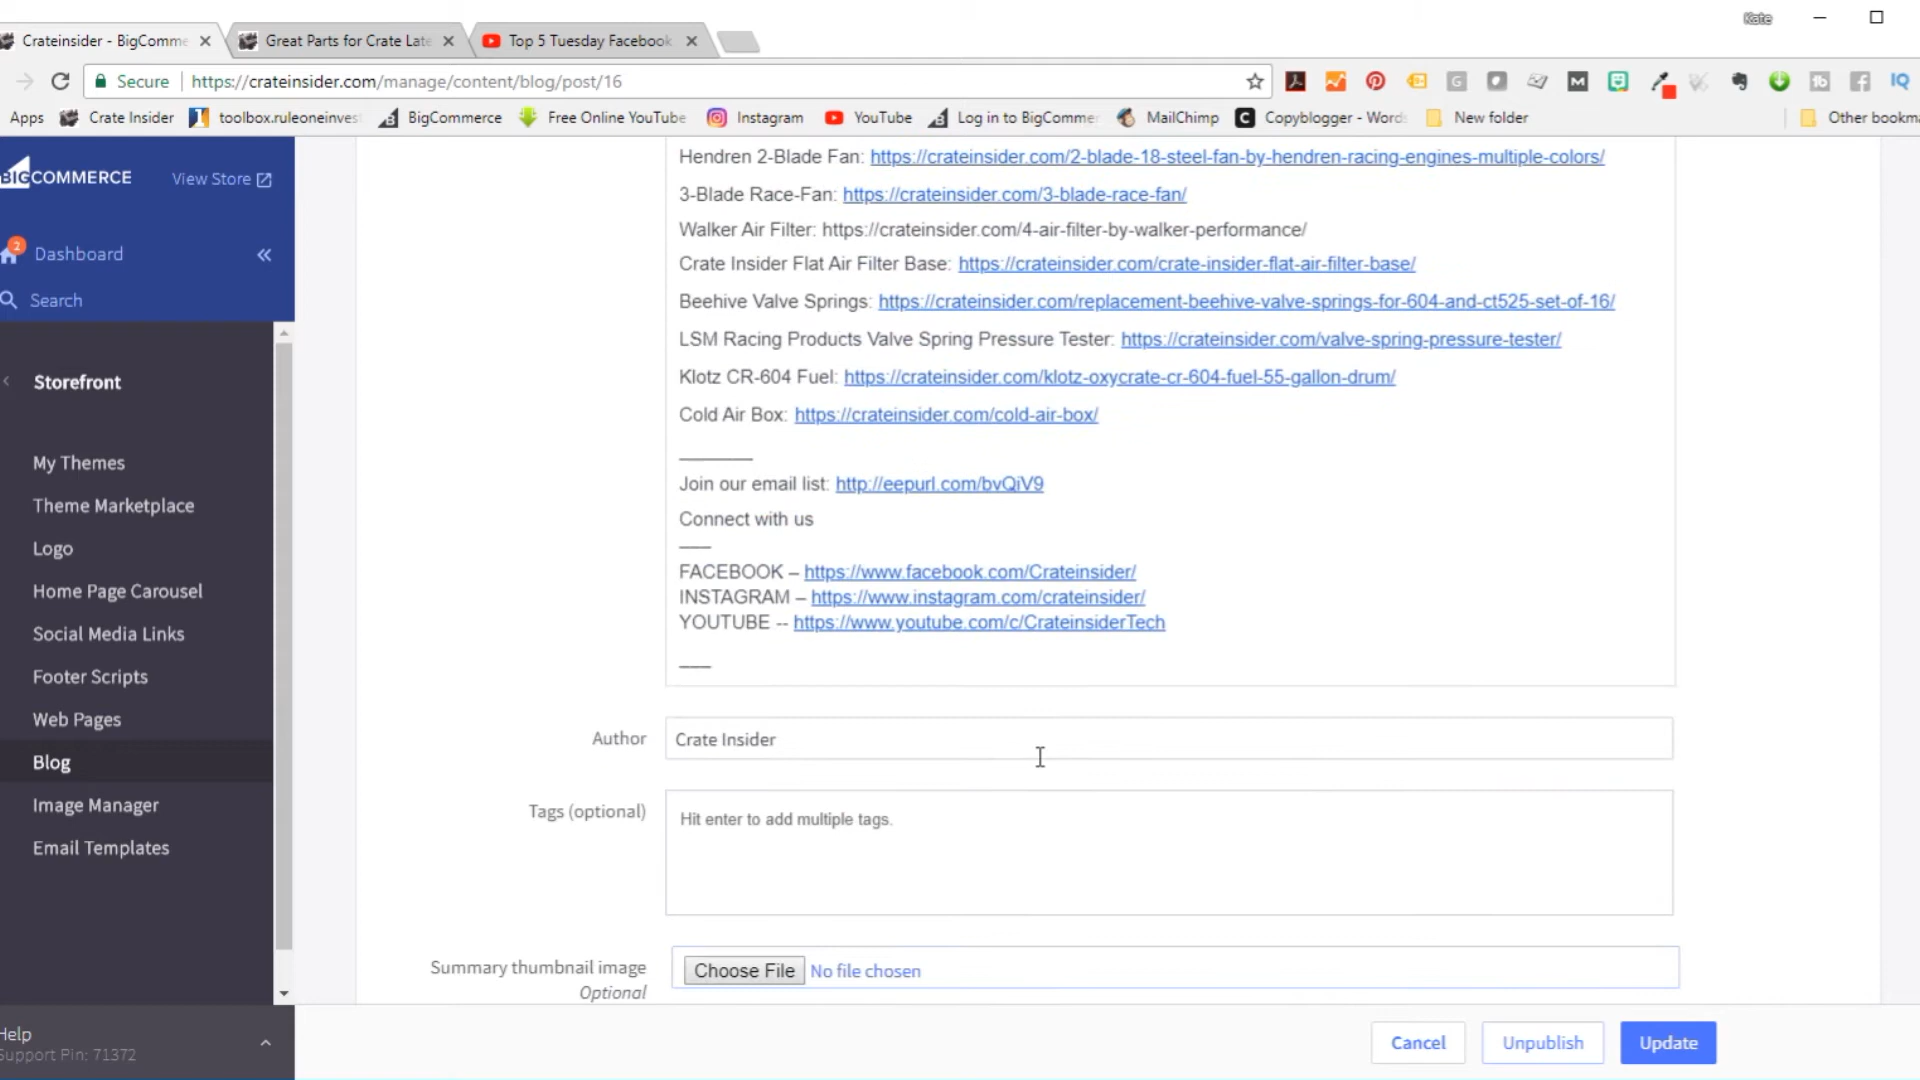 Kate
Crateinsider - BigComme
Great Parts for Crate Late
Top 5 Tuesday Facebook
Secure
https://crateinsider.com/manage/content/blog/post/16
IQ
Apps
Crate Insider
toolbox.ruleoneinves
BigCommerce
Free Online YouTube
Instagram
YouTube
Log in to BigCommer
MailChimp
Copyblogger - Words
New folder
Other bookma
BIGCOMMERCE
View Store
2
Dashboard
Search
Storefront
My Themes
Theme Marketplace
Logo
Home Page Carousel
Social Media Links
Footer Scripts
Web Pages
Blog
Image Manager
Email Templates
Help
Support Pin: 71372
Hendren 2-Blade Fan: https://crateinsider.com/2-blade-18-steel-fan-by-hendren-racing-engines-multiple-colors/
3-Blade Race-Fan: https://crateinsider.com/3-blade-race-fan/
Walker Air Filter: https://crateinsider.com/4-air-filter-by-walker-performance/
Crate Insider Flat Air Filter Base: https://crateinsider.com/crate-insider-flat-air-filter-base/
Beehive Valve Springs: https://crateinsider.com/replacement-beehive-valve-springs-for-604-and-ct525-set-of-16/
LSM Racing Products Valve Spring Pressure Tester: https://crateinsider.com/valve-spring-pressure-tester/
Klotz CR-604 Fuel: https://crateinsider.com/klotz-oxycrate-cr-604-fuel-55-gallon-drum/
Cold Air Box: https://crateinsider.com/cold-air-box/
________
Join our email list: http://eepurl.com/bvQiV9
Connect with us
___
FACEBOOK – https://www.facebook.com/Crateinsider/
INSTAGRAM – https://www.instagram.com/crateinsider/
YOUTUBE -- https://www.youtube.com/c/CrateinsiderTech
___
Author
Crate Insider
Tags (optional)
Hit enter to add multiple tags.
Summary thumbnail image
Optional
Choose File
No file chosen
Cancel
Unpublish
Update